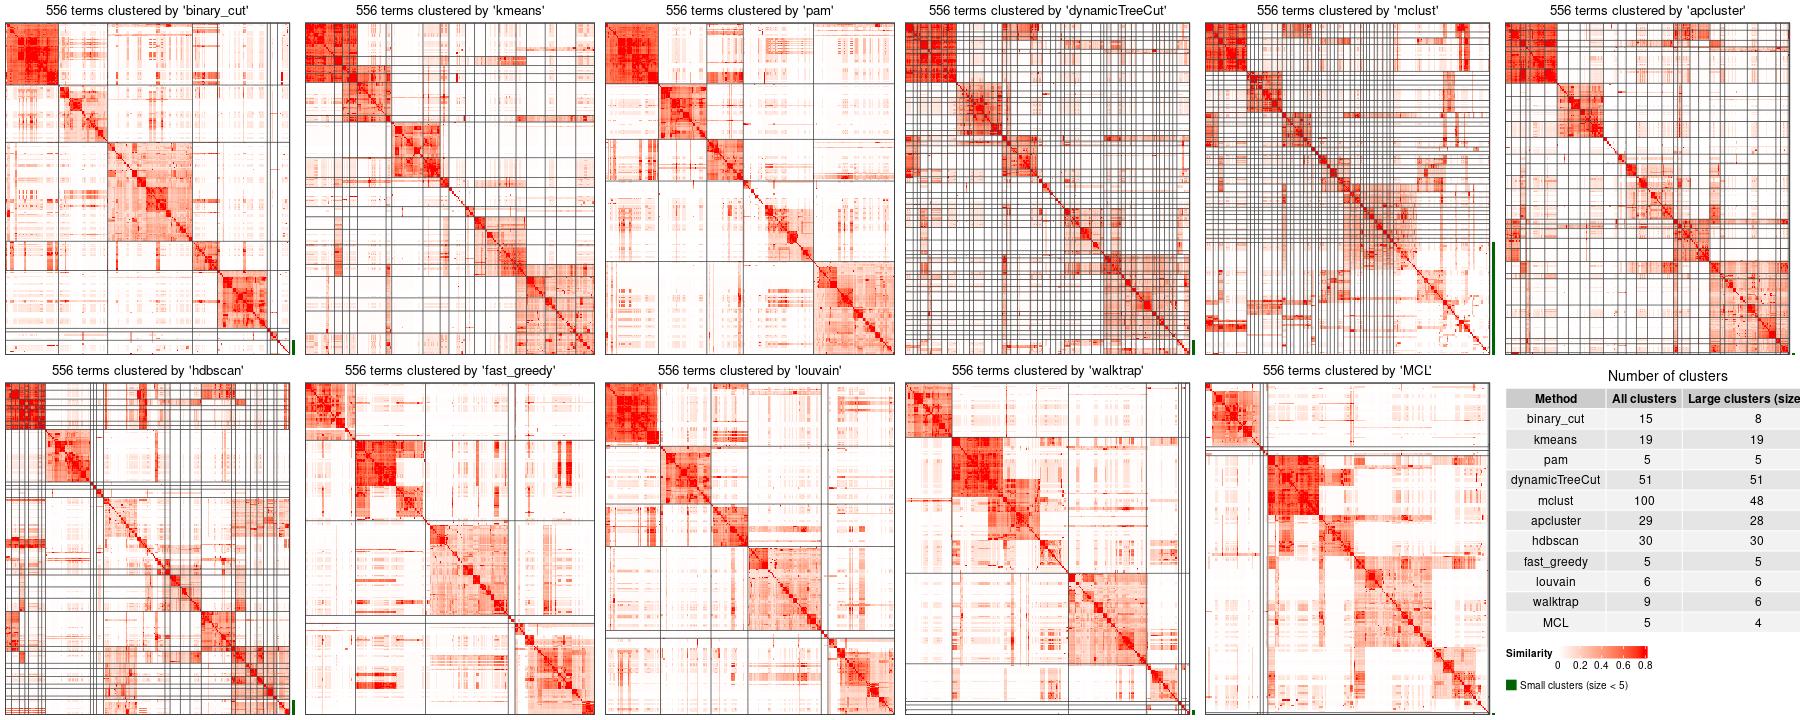 556 terms clustered by 'binary_cut'
556 terms clustered by 'kmeans'
556 terms clustered by 'pam'
556 terms clustered by 'dynamicTreeCut'
556 terms clustered by 'mclust'
556 terms clustered by 'apcluster'
556 terms clustered by 'hdbscan'
556 terms clustered by 'fast_greedy'
556 terms clustered by 'louvain'
556 terms clustered by 'walktrap'
556 terms clustered by 'MCL'
Number of clusters
Method All clusters Large clusters (size
binary_cut 15 8
kmeans 19 19
pam 5 5
dynamicTreeCut 51 51
mclust 100 48
apcluster 29 28
hdbscan 30 30
fast_greedy 5 5
louvain 6 6
walktrap 9 6
MCL 5 4
Similarity
0 0.2 0.4 0.6 0.8
Small clusters (size < 5)